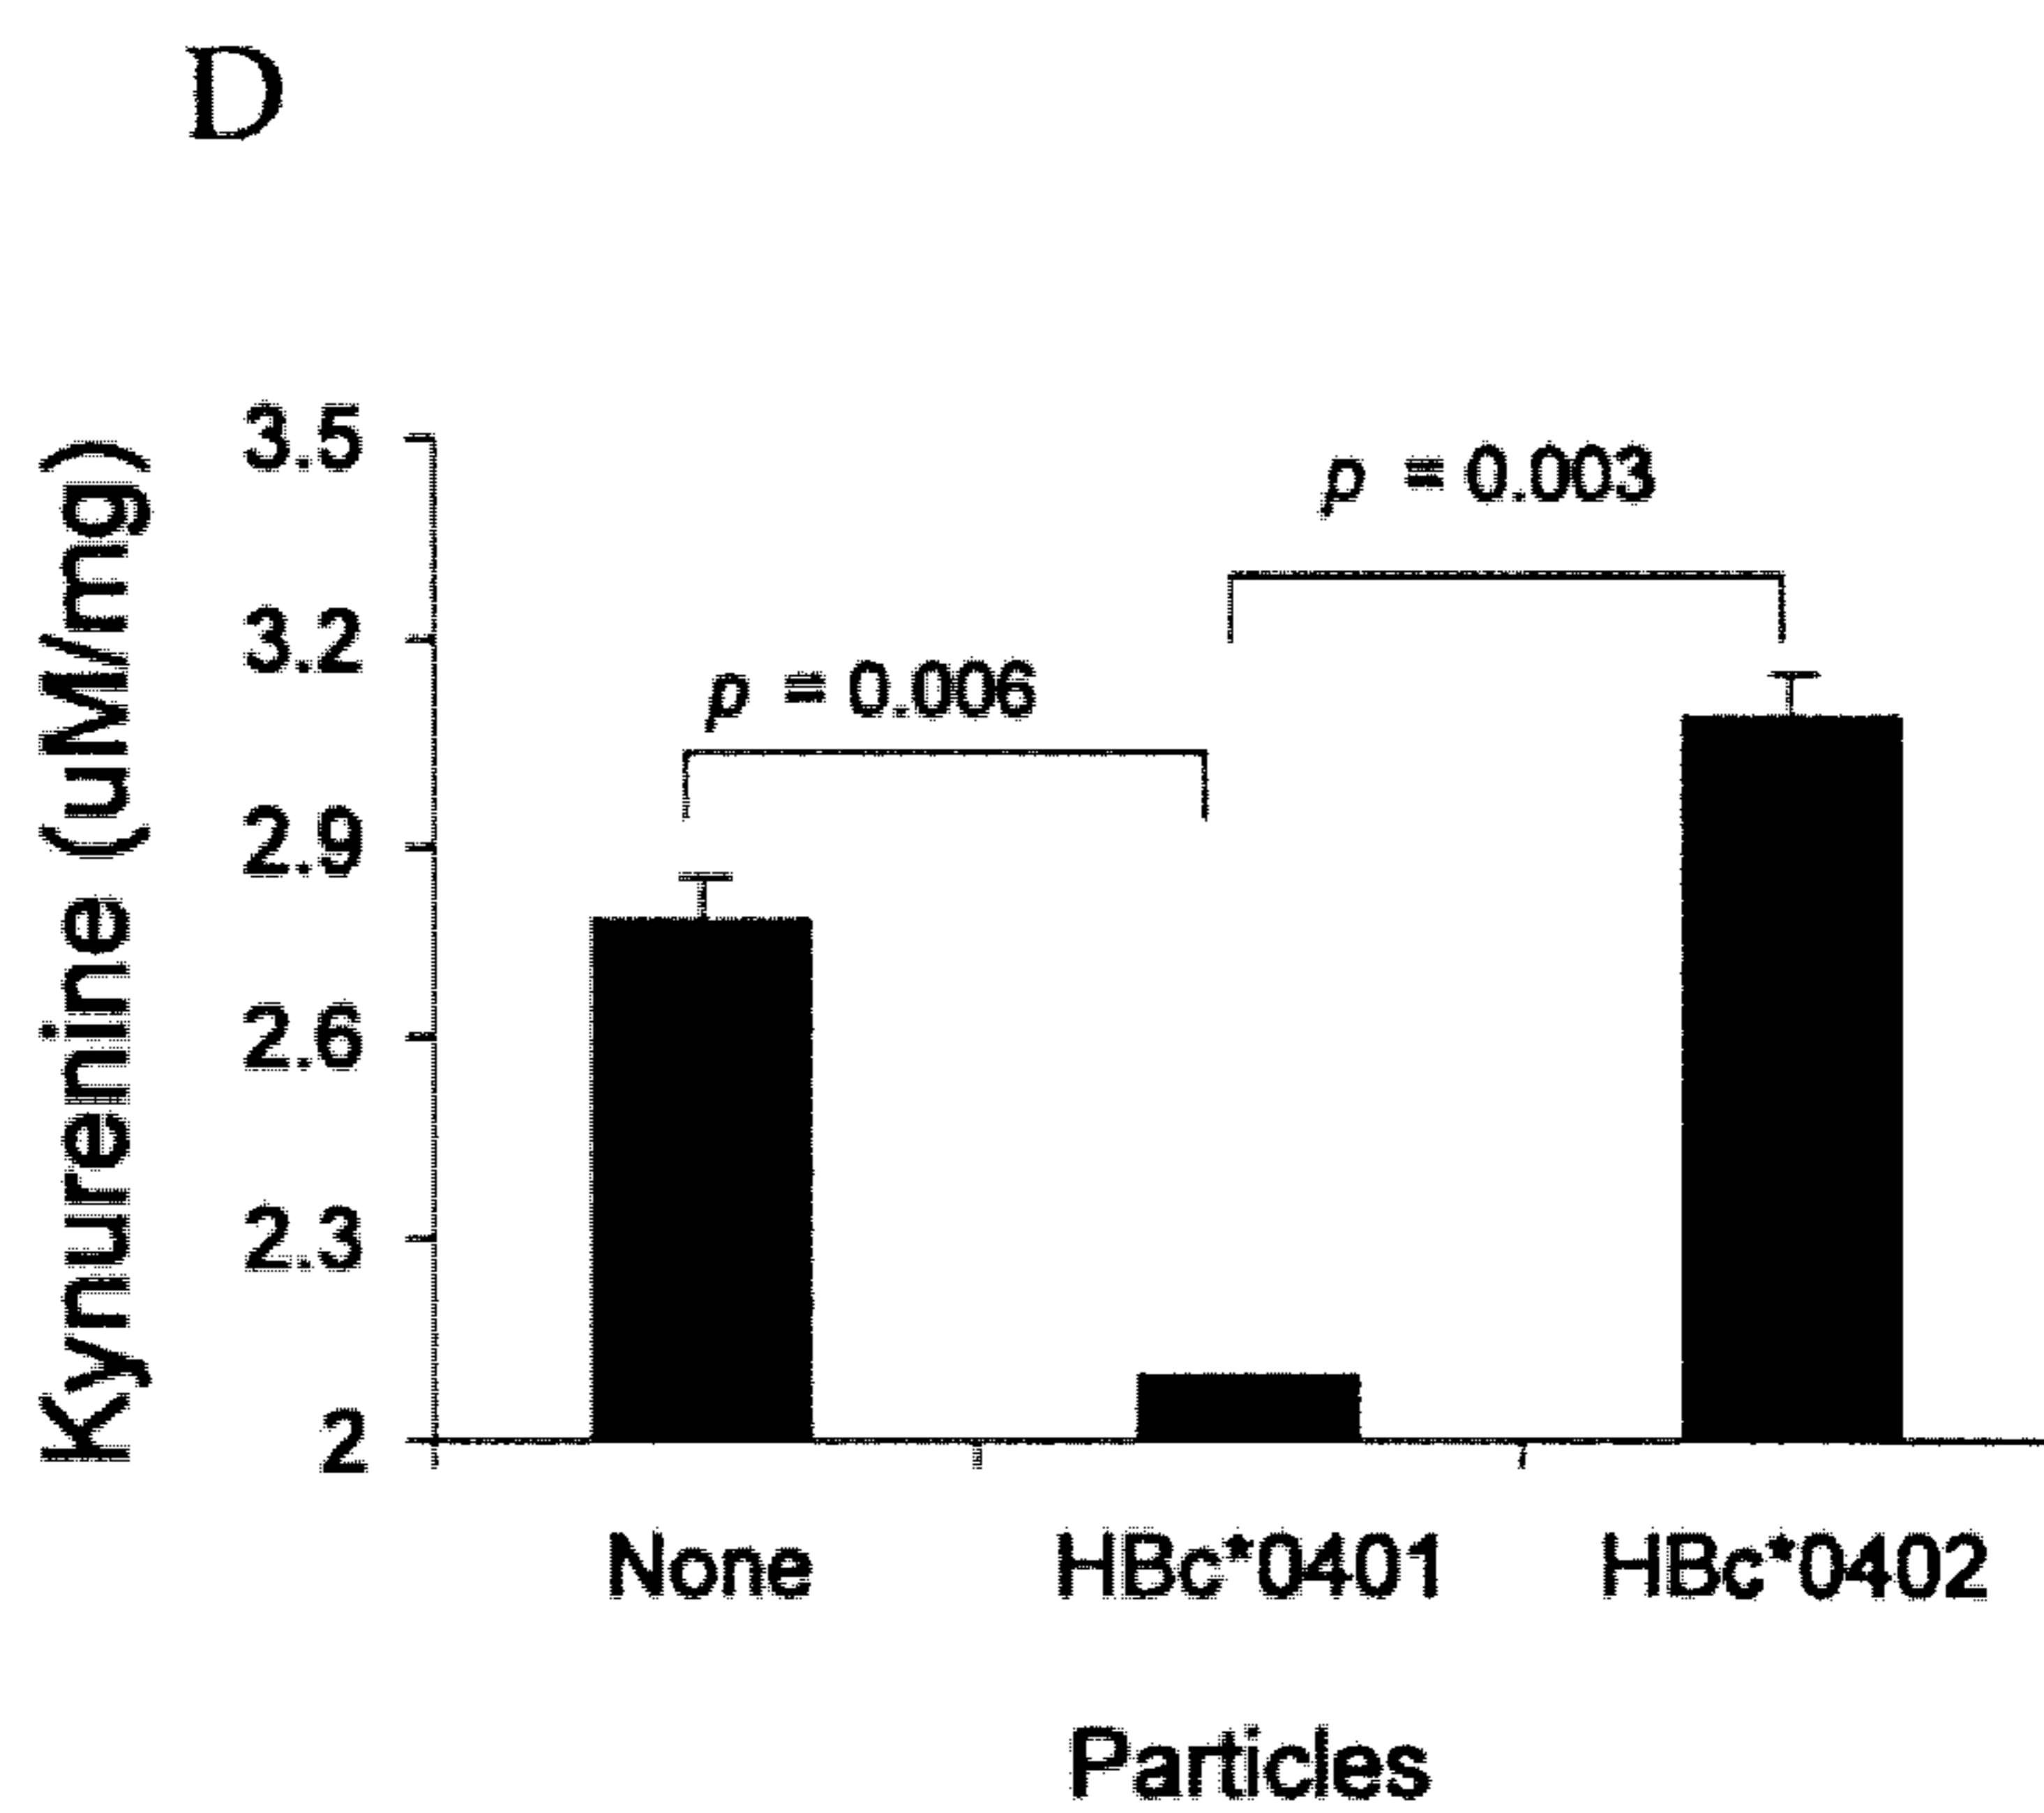 D
Kynurenine (uM/mg)
3.5
3.2
2.9
2.6
2.3
2
p = 0.006
p = 0.003
None
HBc*0401
HBc*0402
Particles